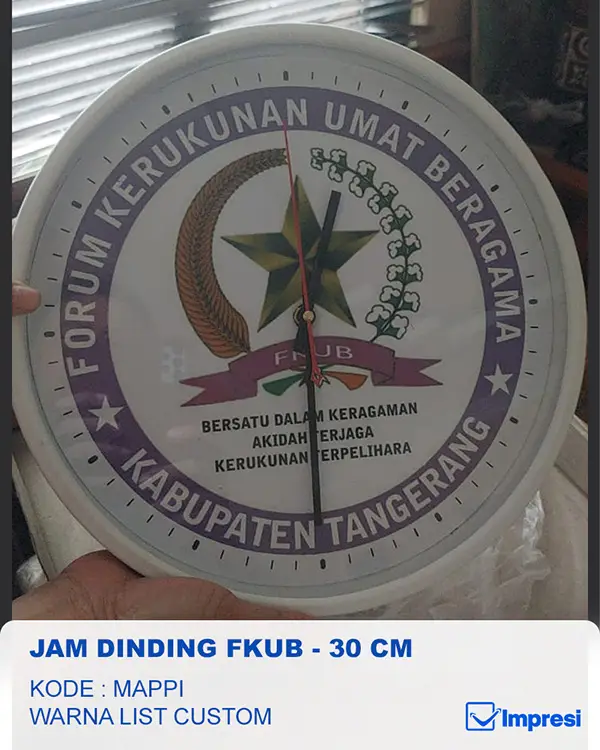 FORUM KERUKUNAN UMAT BERAGAMA
FKUB
BERSATU DALAM KERAGAMAN
AKIDAH TERJAGA
KERUKUNAN TERPELIHARA
KABUPATEN TANGERANG
JAM DINDING FKUB - 30 CM
KODE : MAPPI
WARNA LIST CUSTOM
Impresi